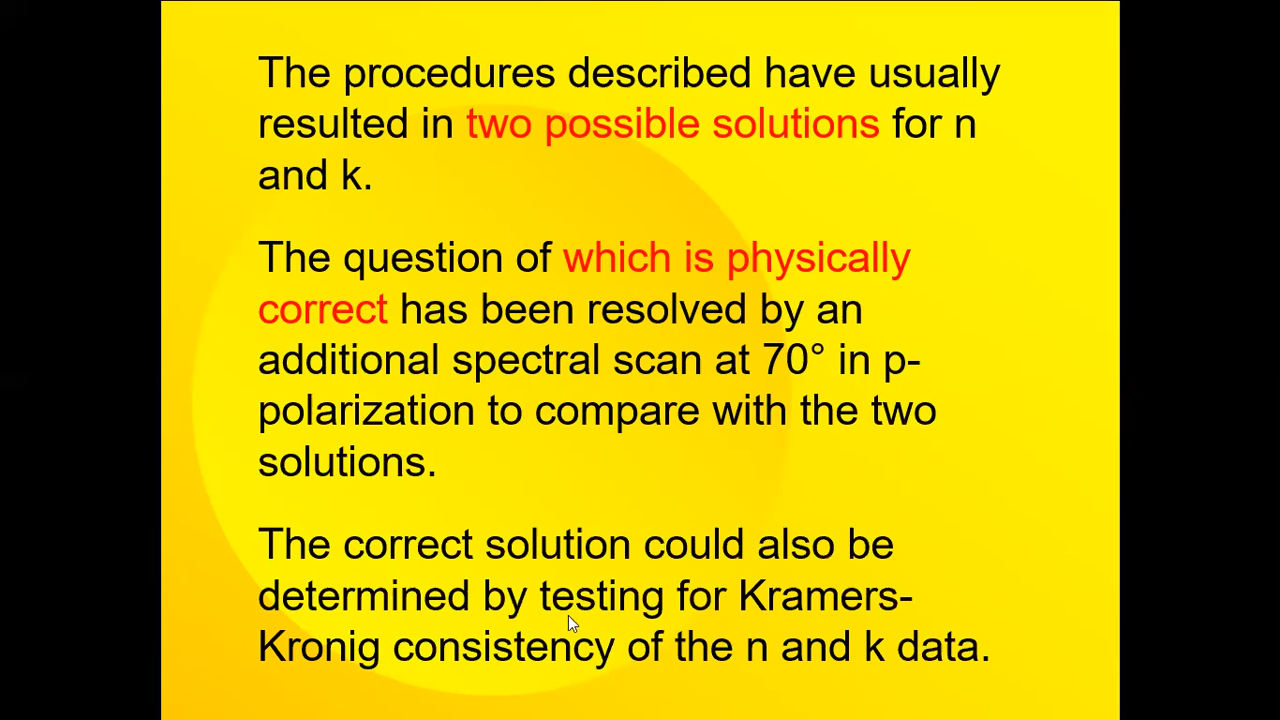 The procedures described have usually
resulted in two possible solutions for n
and k.
The question of which is physically
correct has been resolved by an
additional spectral scan at 70° in p-
polarization to compare with the two
solutions.
The correct solution could also be
determined by testing for Kramers-
Kronig consistency of the n and k data.